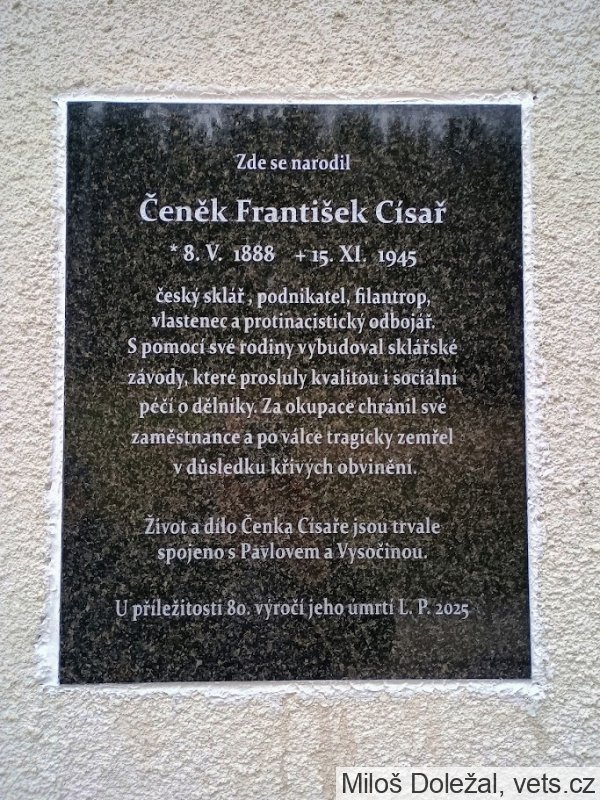 Zde se narodil
Čeněk František Císař
* 8. V. 1888 + 15. XI. 1945
český sklář , podnikatel, filantrop,
vlastenec a protinacistický odbojář.
S pomocí své rodiny vybudoval sklářské
závody, které prosluly kvalitou i sociální
péčí o dělníky. Za okupace chránil své
zaměstnance a po válce tragicky zemřel
v důsledku křivých obvinění.
Život a dílo Čenka Císaře jsou trvale
spojeno s Pavlovem a Vysočinou.
U příležitosti 80. výročí jeho úmrtí L. P. 2025
Miloš Doležal, vets.cz